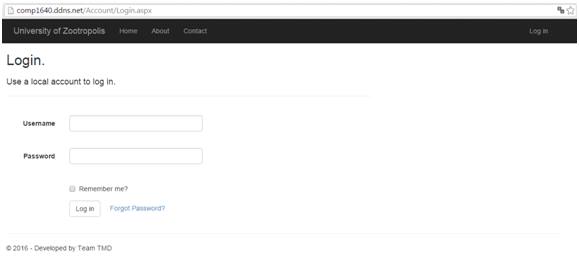 comp1640.ddns.net/Account/Login.aspx
University of Zootropolis Home About Contact Log in
Login.
Use a local account to log in.
Username
Password
Remember me?
Log in Forgot Password?
© 2016 - Developed by Team TMD